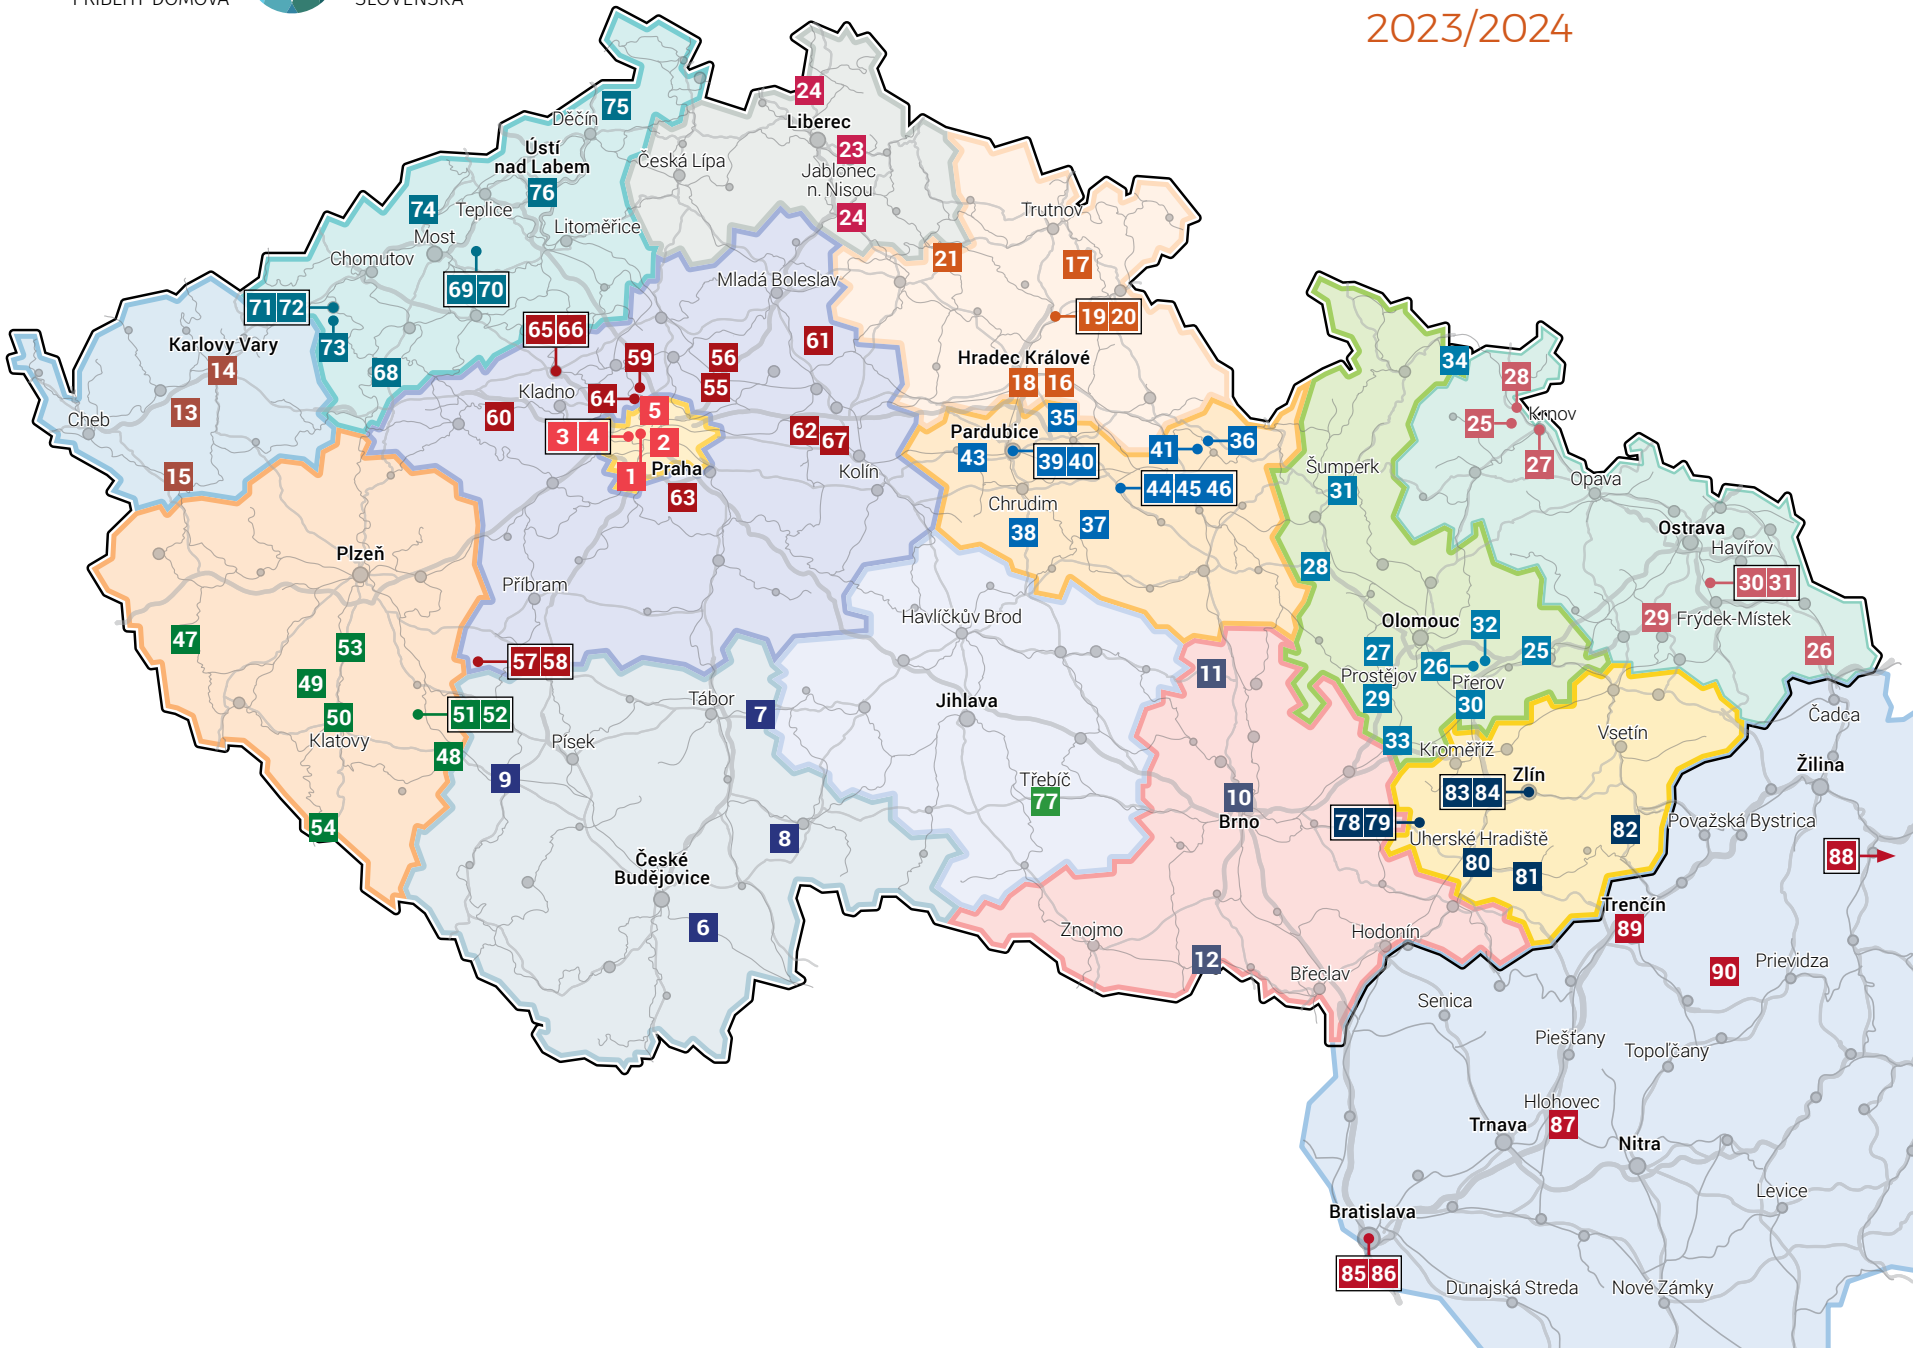 PŘÍBĚHY DOMOVA
SLOVENSKA
2023/2024
75
24
Děčín
Liberec
Ústí
nad Labem
23
Česká Lípa
Jablonec
n. Nisou
76
74
Teplice
24
Trutnov
Most
Litoměřice
Chomutov
21
17
Mladá Boleslav
69 70
71 72
19 20
65 66
61
73
Karlovy Vary
59
56
Hradec Králové
34
14
68
55
18
16
28
Kladno
64
13
60
5
35
25
Krnov
Cheb
3 4
2
62
67
Pardubice
41
36
43
39 40
27
15
1
Praha
Kolín
Šumperk
63
44 45 46
31
Opava
Chrudim
38
37
Ostrava
Plzeň
Havířov
28
Příbram
30 31
Havlíčkův Brod
Olomouc
32
29
Frýdek-Místek
47
53
27
25
26
57 58
26
49
11
Prostějov
Přerov
Tábor
Jihlava
29
30
50
51 52
7
Čadca
Klatovy
Písek
33
Vsetín
48
Kroměříž
9
Žilina
Třebíč
Zlín
77
10
83 84
54
Brno
78 79
82
Považská Bystrica
8
Uherské Hradiště
České
Budějovice
80
88
81
Trenčín
6
Znojmo
Hodonín
89
12
Břeclav
90
Prievidza
Senica
Piešťany
Topoľčany
Hlohovec
Trnava
87
Nitra
Levice
Bratislava
85 86
Dunajská Streda
Nové Zámky